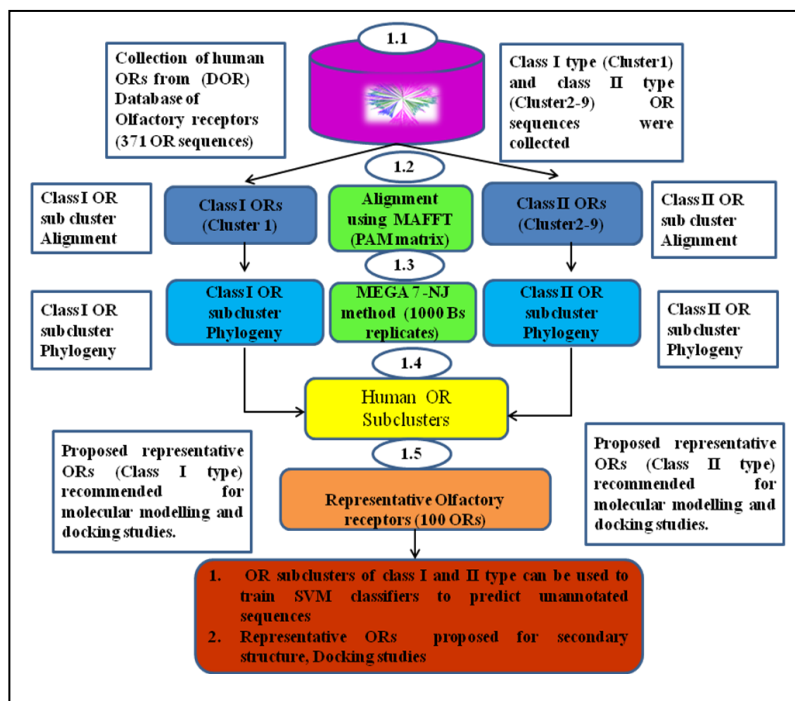 1.1
Collection of human
ORs from (DOR)
Database of
Olfactory receptors
(371 OR sequences)
Class I type (Cluster1)
and class II type
(Cluster2-9) OR
sequences were
collected
1.2
Class I OR
sub cluster
Alignment
Class I ORs
(Cluster 1)
Alignment
using MAFFT
(PAM matrix)
Class II ORs
(Cluster2-9)
Class II OR
sub cluster
Alignment
1.3
Class I OR
subcluster
Phylogeny
Class I OR
subcluster
Phylogeny
MEGA 7-NJ
method (1000 Bs
replicates)
Class II OR
subcluster
Phylogeny
Class II OR
subcluster
Phylogeny
1.4
Human OR
Subclusters
1.5
Proposed representative
ORs (Class I type)
recommended for
molecular modelling and
docking studies.
Representative Olfactory
receptors (100 ORs)
Proposed representative
ORs (Class II type)
recommended for
molecular modelling and
docking studies.
1. OR subclusters of class I and II type can be used to
train SVM classifiers to predict unannotated
sequences
2. Representative ORs proposed for secondary
structure, Docking studies